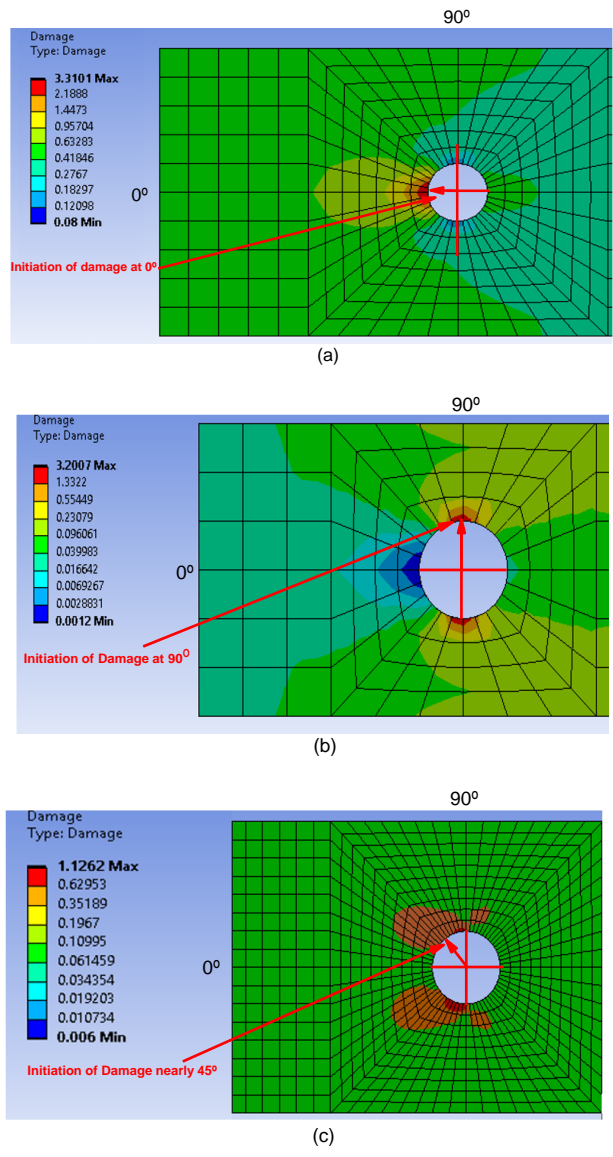 90º
Damage
Type: Damage
3.3101 Max
2.1888
1.4473
0.95704
0.63283
0.41846
0.2767
0.18297
0.12098
0.08 Min
0º
Initiation of damage at 0º
(a)
90º
Damage
Type: Damage
3.2007 Max
1.3322
0.55449
0.23079
0.096061
0.039983
0.016642
0.0069267
0.0028831
0.0012 Min
0º
Initiation of Damage at 90⁰
(b)
90º
Damage
Type: Damage
1.1262 Max
0.62953
0.35189
0.1967
0.10995
0.061459
0.034354
0.019203
0.010734
0.006 Min
0º
Initiation of Damage nearly 45º
(c)